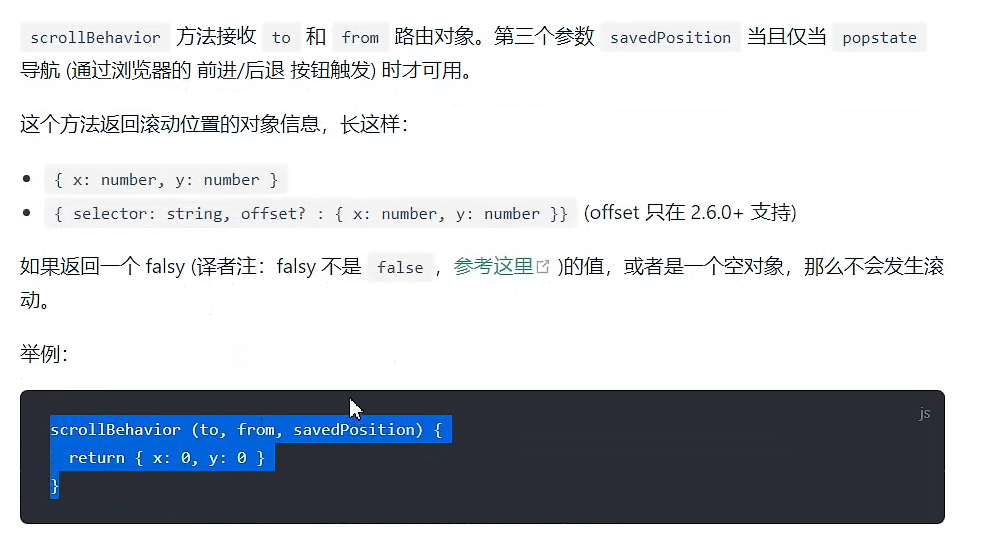 scrollBehavior 方法接收 to 和 from 路由对象。第三个参数 savedPosition 当且仅当 popstate
导航 (通过浏览器的 前进/后退 按钮触发) 时才可用。
这个方法返回滚动位置的对象信息，长这样：
• { x: number, y: number }
• { selector: string, offset? : { x: number, y: number }} (offset 只在 2.6.0+ 支持)
如果返回一个 falsy (译者注：falsy 不是 false ，参考这里 )的值，或者是一个空对象，那么不会发生滚
动。
举例：
js
scrollBehavior (to, from, savedPosition) {
  return { x: 0, y: 0 }
}